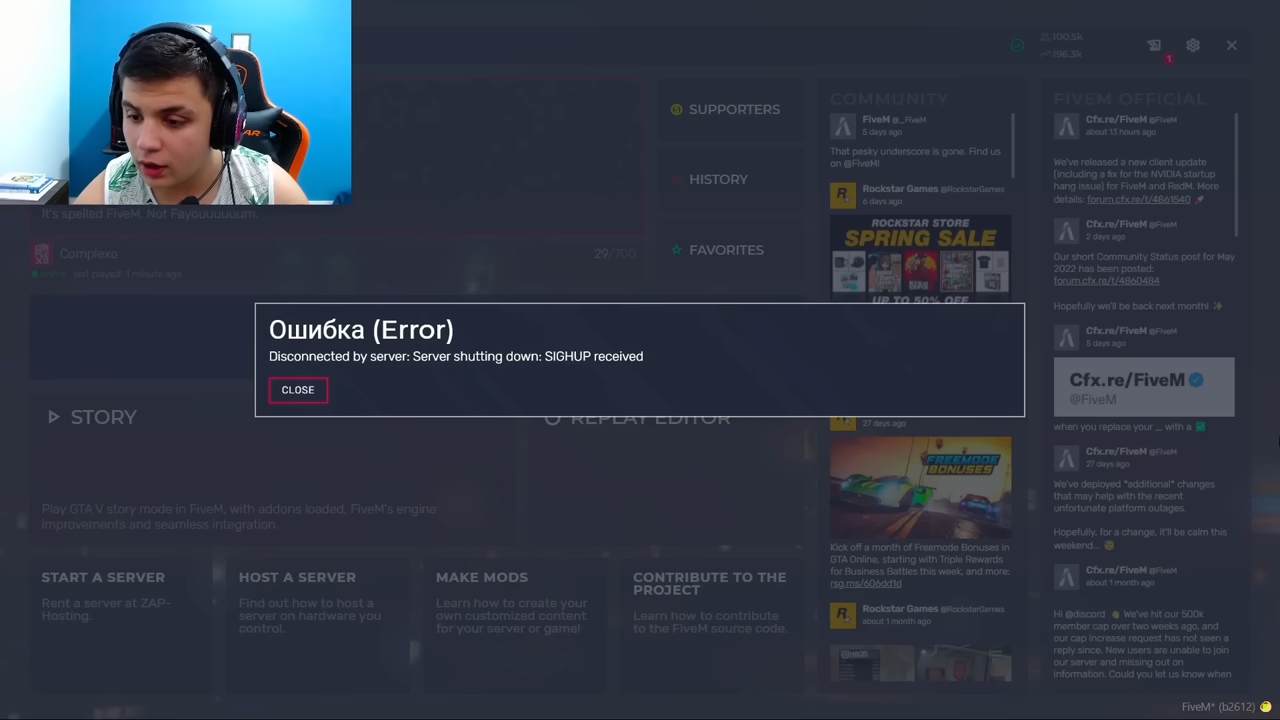 100.5k
196.3k
1
It's spelled FiveM. Not Fayouuuuuum.
Complexo
29/700
online last played: 1 minute ago
SUPPORTERS
HISTORY
FAVORITES
Ошибка (Error)
Disconnected by server: Server shutting down: SIGHUP received
CLOSE
STORY
Play GTA V story mode in FiveM, with addons loaded, FiveM's engine
improvements and seamless integration.
REPLAY EDITOR
START A SERVER
Rent a server at ZAP-
Hosting.
HOST A SERVER
Find out how to host a
server on hardware you
control.
MAKE MODS
Learn how to create your
own customized content
for your server or game!
CONTRIBUTE TO THE
PROJECT
Learn how to contribute
to the FiveM source code.
COMMUNITY
FiveM @_FiveM
5 days ago
That pesky underscore is gone. Find us
on @FiveM!
Rockstar Games @RockstarGames
6 days ago
ROCKSTAR STORE
SPRING SALE
UP TO 50% OFF
27 days ago
FREEMODE
BONUSES
Kick off a month of Freemode Bonuses in
GTA Online, starting with Triple Rewards
for Business Battles this week, and more:
rsg.ms/606dd1d
Rockstar Games @RockstarGames
about 1 month ago
FIVEM OFFICIAL
Cfx.re/FiveM @FiveM
about 13 hours ago
We've released a new client update
(including a fix for the NVIDIA startup
hang issue) for FiveM and RedM. More
details: forum.cfx.re/t/4861540
Cfx.re/FiveM @FiveM
2 days ago
Our short Community Status post for May
2022 has been posted:
forum.cfx.re/t/4860484
Hopefully we'll be back next month!
Cfx.re/FiveM @FiveM
5 days ago
Cfx.re/FiveM
@FiveM
when you replace your _ with a
Cfx.re/FiveM @FiveM
27 days ago
We've deployed *additional* changes
that may help with the recent
unfortunate platform outages.
Hopefully, for a change, it'll be calm this
weekend...
Cfx.re/FiveM @FiveM
about 1 month ago
Hi @discord We've hit our 500k
member cap over two weeks ago, and
our cap increase request has not seen a
reply since. New users are unable to join
our server and missing out on
information. Could you let us know when
FiveM* (b2612)